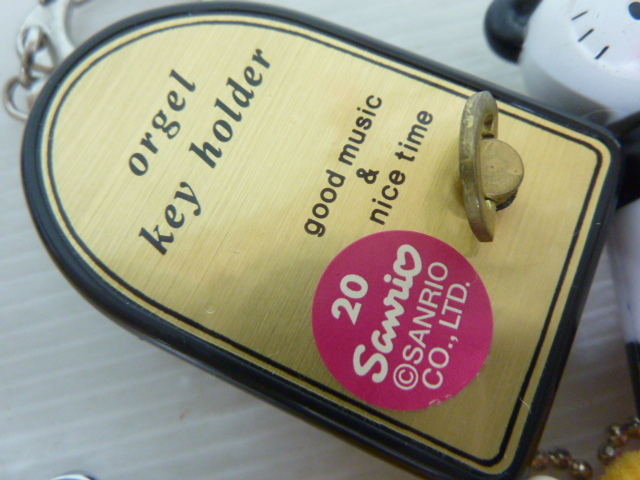 orgel
key holder
good music
&
nice time
20
Sanrio
©SANRIO
CO., LTD.